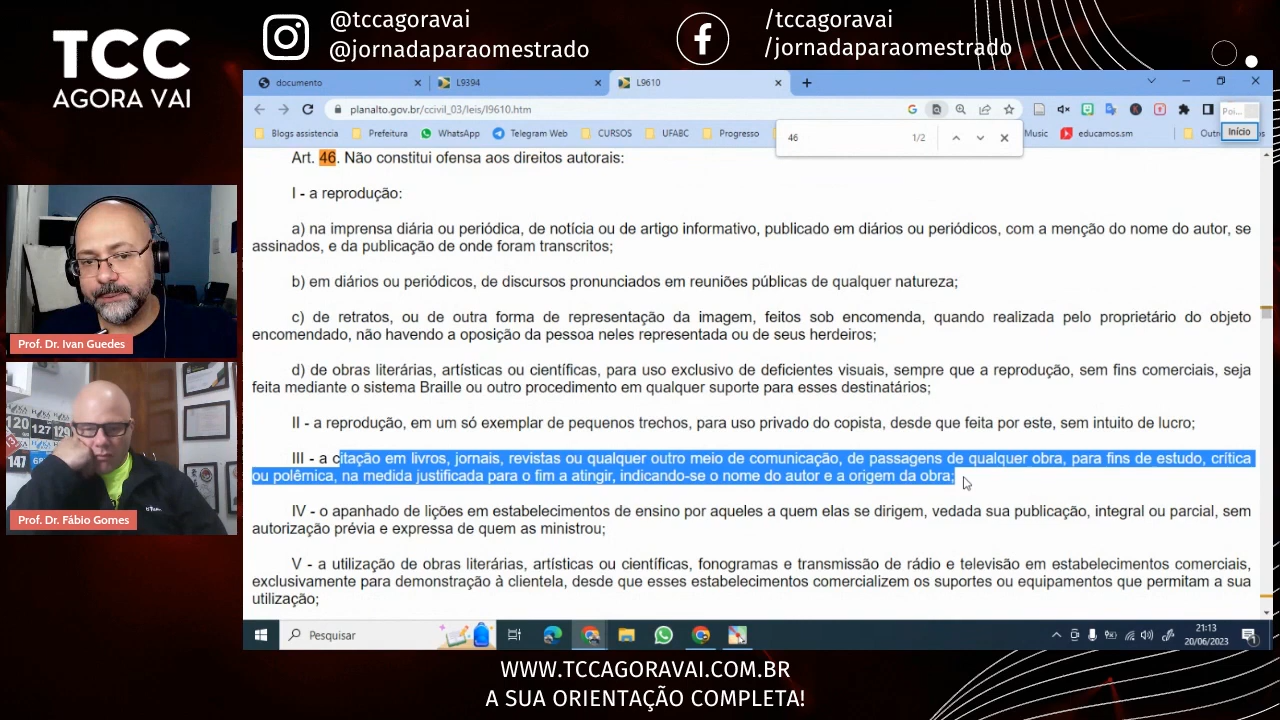 TCC
AGORA VAI
@tccagoravai
@jornadaparaomestrado
/tccagoravai
/jornadaparaomestrado
documento
L9394
L9610
planalto.gov.br/ccivil_03/leis/l9610.htm
Blogs assistencia
Prefeitura
WhatsApp
Telegram Web
CURSOS
UFABC
Progresso
Music
educamos.sm
Início
46
1/2
Art. 46. Não constitui ofensa aos direitos autorais:
I - a reprodução:
a) na imprensa diária ou periódica, de notícia ou de artigo informativo, publicado em diários ou periódicos, com a menção do nome do autor, se
assinados, e da publicação de onde foram transcritos;
b) em diários ou periódicos, de discursos pronunciados em reuniões públicas de qualquer natureza;
c) de retratos, ou de outra forma de representação da imagem, feitos sob encomenda, quando realizada pelo proprietário do objeto
encomendado, não havendo a oposição da pessoa neles representada ou de seus herdeiros;
d) de obras literárias, artísticas ou científicas, para uso exclusivo de deficientes visuais, sempre que a reprodução, sem fins comerciais, seja
feita mediante o sistema Braille ou outro procedimento em qualquer suporte para esses destinatários;
II - a reprodução, em um só exemplar de pequenos trechos, para uso privado do copista, desde que feita por este, sem intuito de lucro;
III - a citação em livros, jornais, revistas ou qualquer outro meio de comunicação, de passagens de qualquer obra, para fins de estudo, crítica
ou polêmica, na medida justificada para o fim a atingir, indicando-se o nome do autor e a origem da obra;
IV - o apanhado de lições em estabelecimentos de ensino por aqueles a quem elas se dirigem, vedada sua publicação, integral ou parcial, sem
autorização prévia e expressa de quem as ministrou;
V - a utilização de obras literárias, artísticas ou científicas, fonogramas e transmissão de rádio e televisão em estabelecimentos comerciais,
exclusivamente para demonstração à clientela, desde que esses estabelecimentos comercializem os suportes ou equipamentos que permitam a sua
utilização;
Prof. Dr. Ivan Guedes
120
127
129
147
Prof. Dr. Fábio Gomes
Pesquisar
21:13
20/06/2023
WWW.TCCAGORAVAI.COM.BR
A SUA ORIENTAÇÃO COMPLETA!